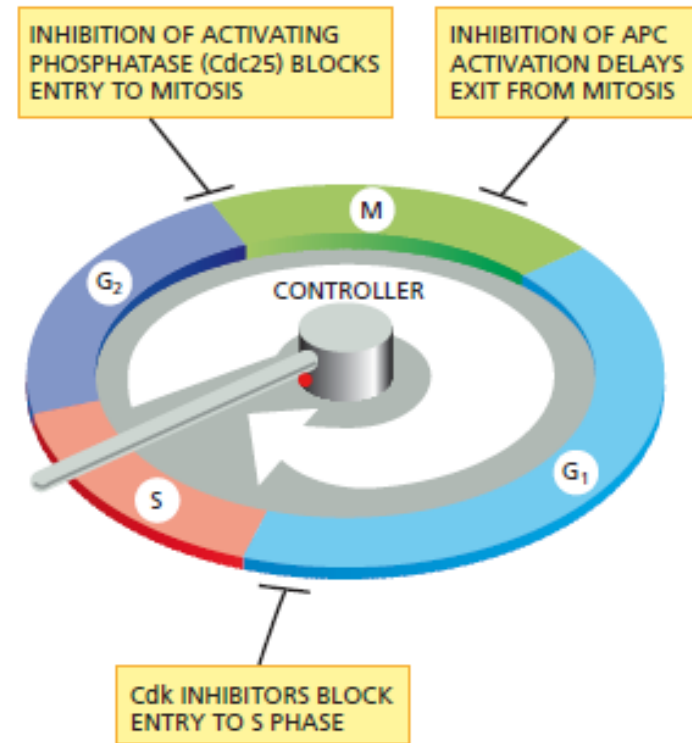 INHIBITION OF ACTIVATING
PHOSPHATASE (Cdc25) BLOCKS
ENTRY TO MITOSIS
INHIBITION OF APC
ACTIVATION DELAYS
EXIT FROM MITOSIS
M
G₂
CONTROLLER
G₁
S
Cdk INHIBITORS BLOCK
ENTRY TO S PHASE